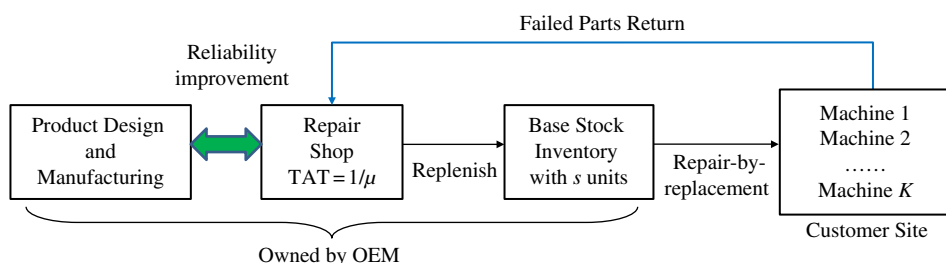 Failed Parts Return
Reliability
improvement
Product Design
and
Manufacturing
Repair
Shop
TAT = 1/μ
Replenish
Base Stock
Inventory
with s units
Repair-by-
replacement
Machine 1
Machine 2
……
Machine K
Customer Site
Owned by OEM